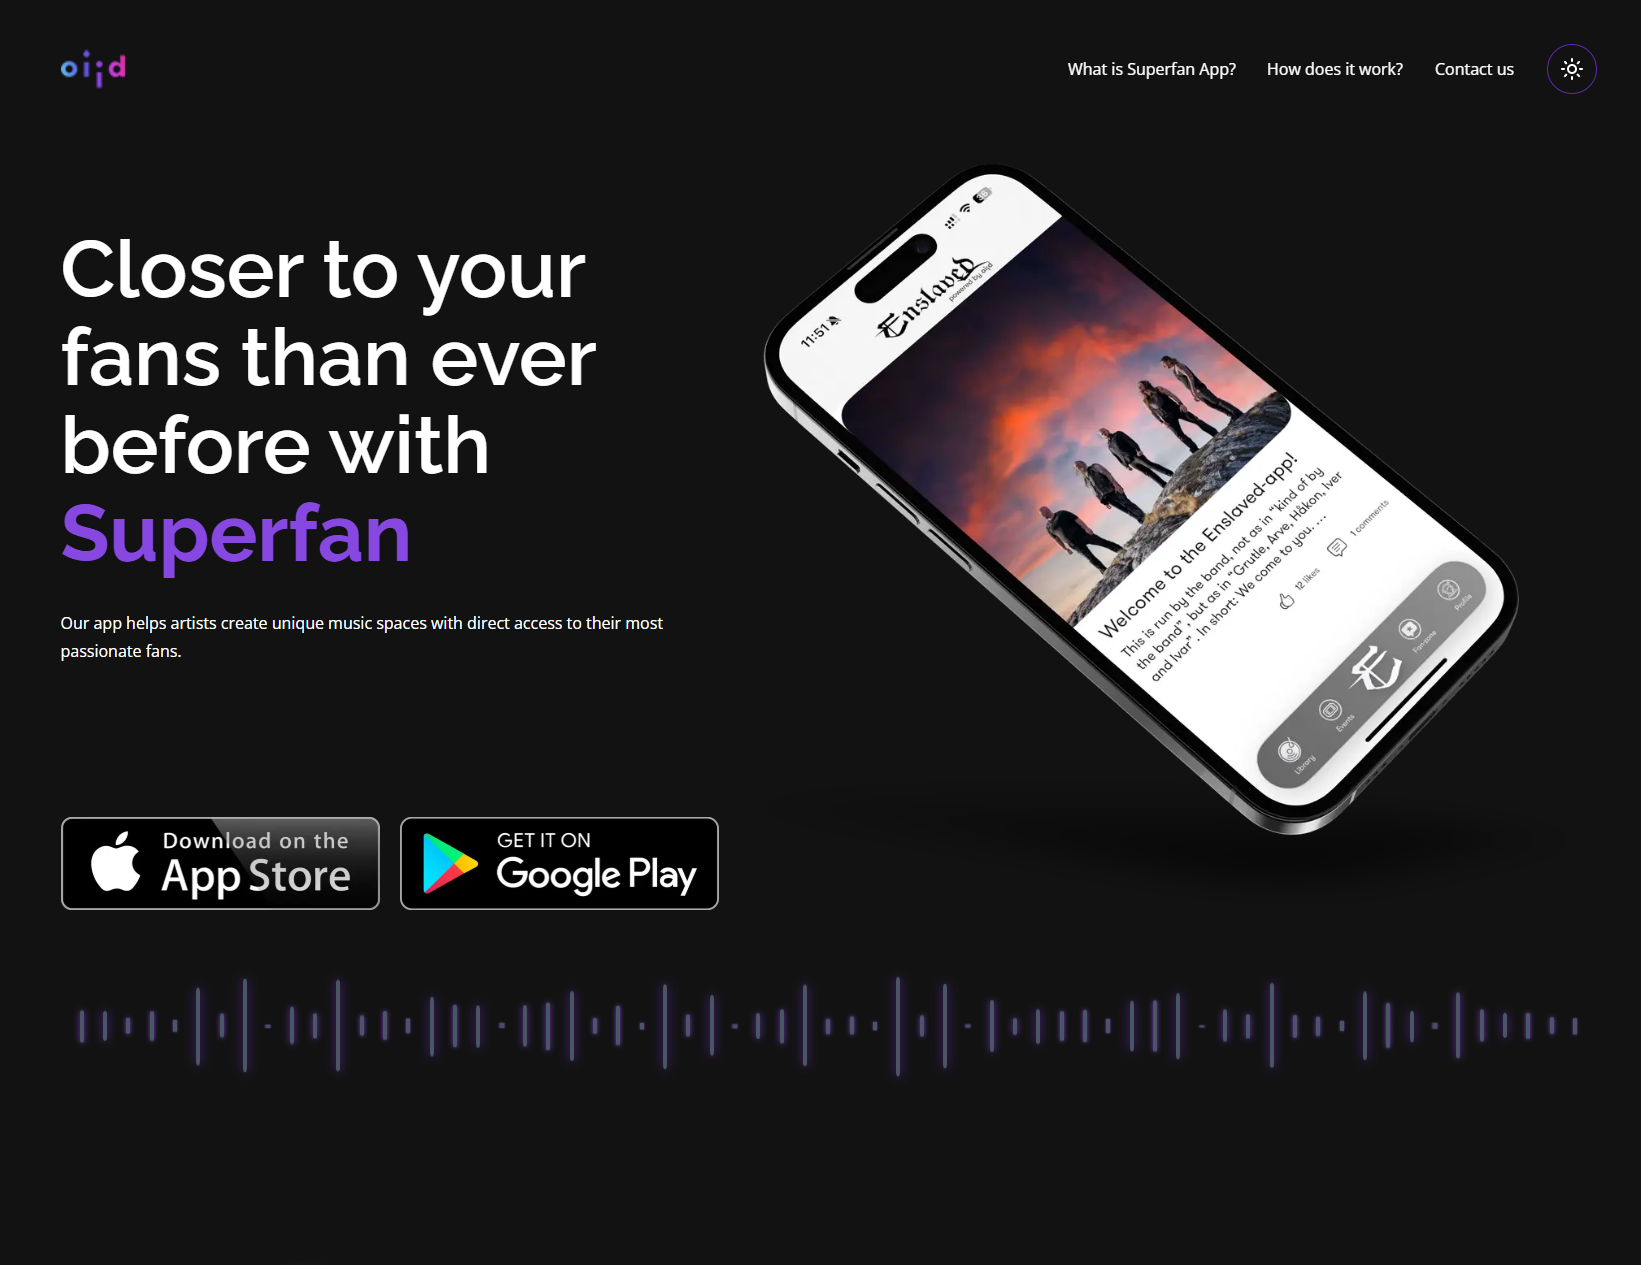 oijd
What is Superfan App?
How does it work?
Contact us
Closer to your
fans than ever
before with
Superfan
Our app helps artists create unique music spaces with direct access to their most
passionate fans.
Download on the
App Store
GET IT ON
Google Play
11:51
38
Enslaved
powered by oijd
Welcome to the Enslaved-app!
This is run by the band, not as in “kind of by
the band”, but as in “Grutle, Arve, Håkon, Iver
and Ivar”. In short: We come to you. ...
12 likes
1 comments
Library
Events
E
Fanzone
Profile